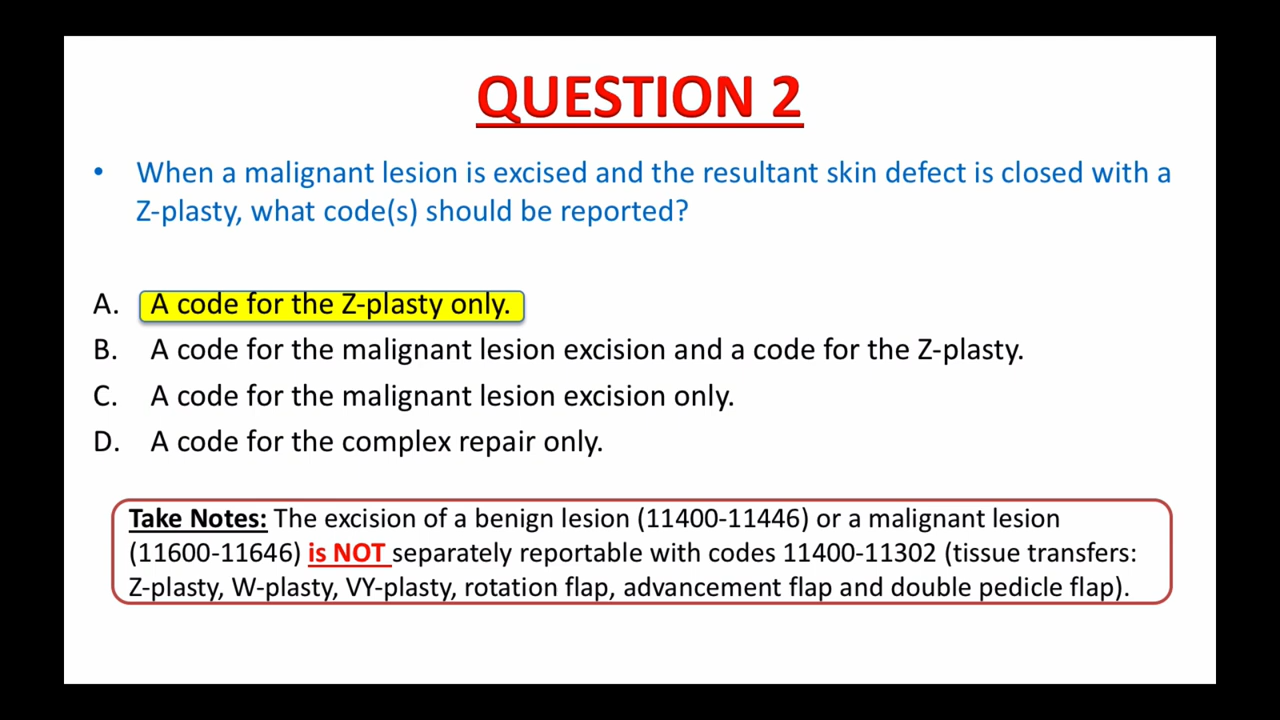 QUESTION 2
• When a malignant lesion is excised and the resultant skin defect is closed with a
Z-plasty, what code(s) should be reported?
A. A code for the Z-plasty only.
B. A code for the malignant lesion excision and a code for the Z-plasty.
C. A code for the malignant lesion excision only.
D. A code for the complex repair only.
Take Notes: The excision of a benign lesion (11400-11446) or a malignant lesion
(11600-11646) is NOT separately reportable with codes 11400-11302 (tissue transfers:
Z-plasty, W-plasty, VY-plasty, rotation flap, advancement flap and double pedicle flap).